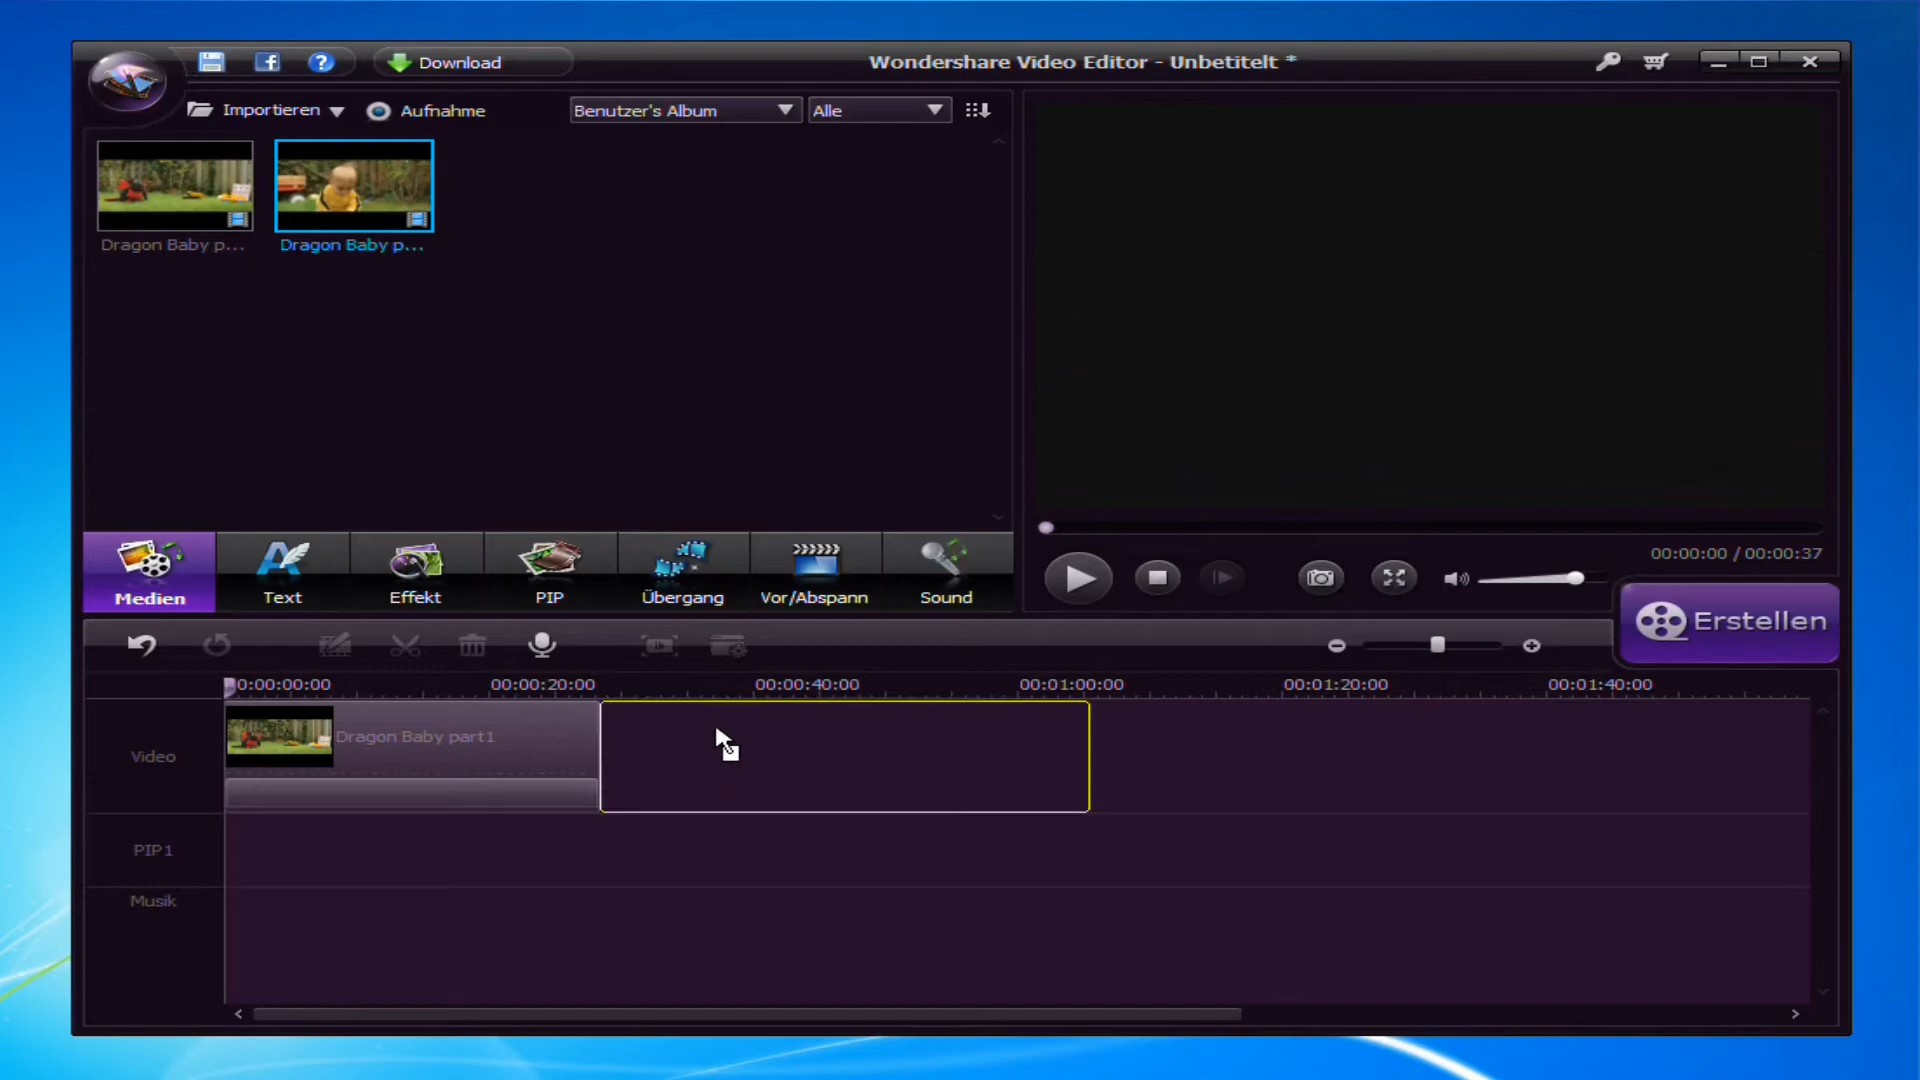 Download
Wondershare Video Editor - Unbetitelt *
Importieren
Aufnahme
Benutzer's Album
Alle
Dragon Baby p...
Dragon Baby p...
00:00:00 / 00:00:37
Medien
Text
Effekt
PIP
Übergang
Vor/Abspann
Sound
Erstellen
0:00:00:00
00:00:20:00
00:00:40:00
00:01:00:00
00:01:20:00
00:01:40:00
Video
Dragon Baby part1
PIP1
Musik